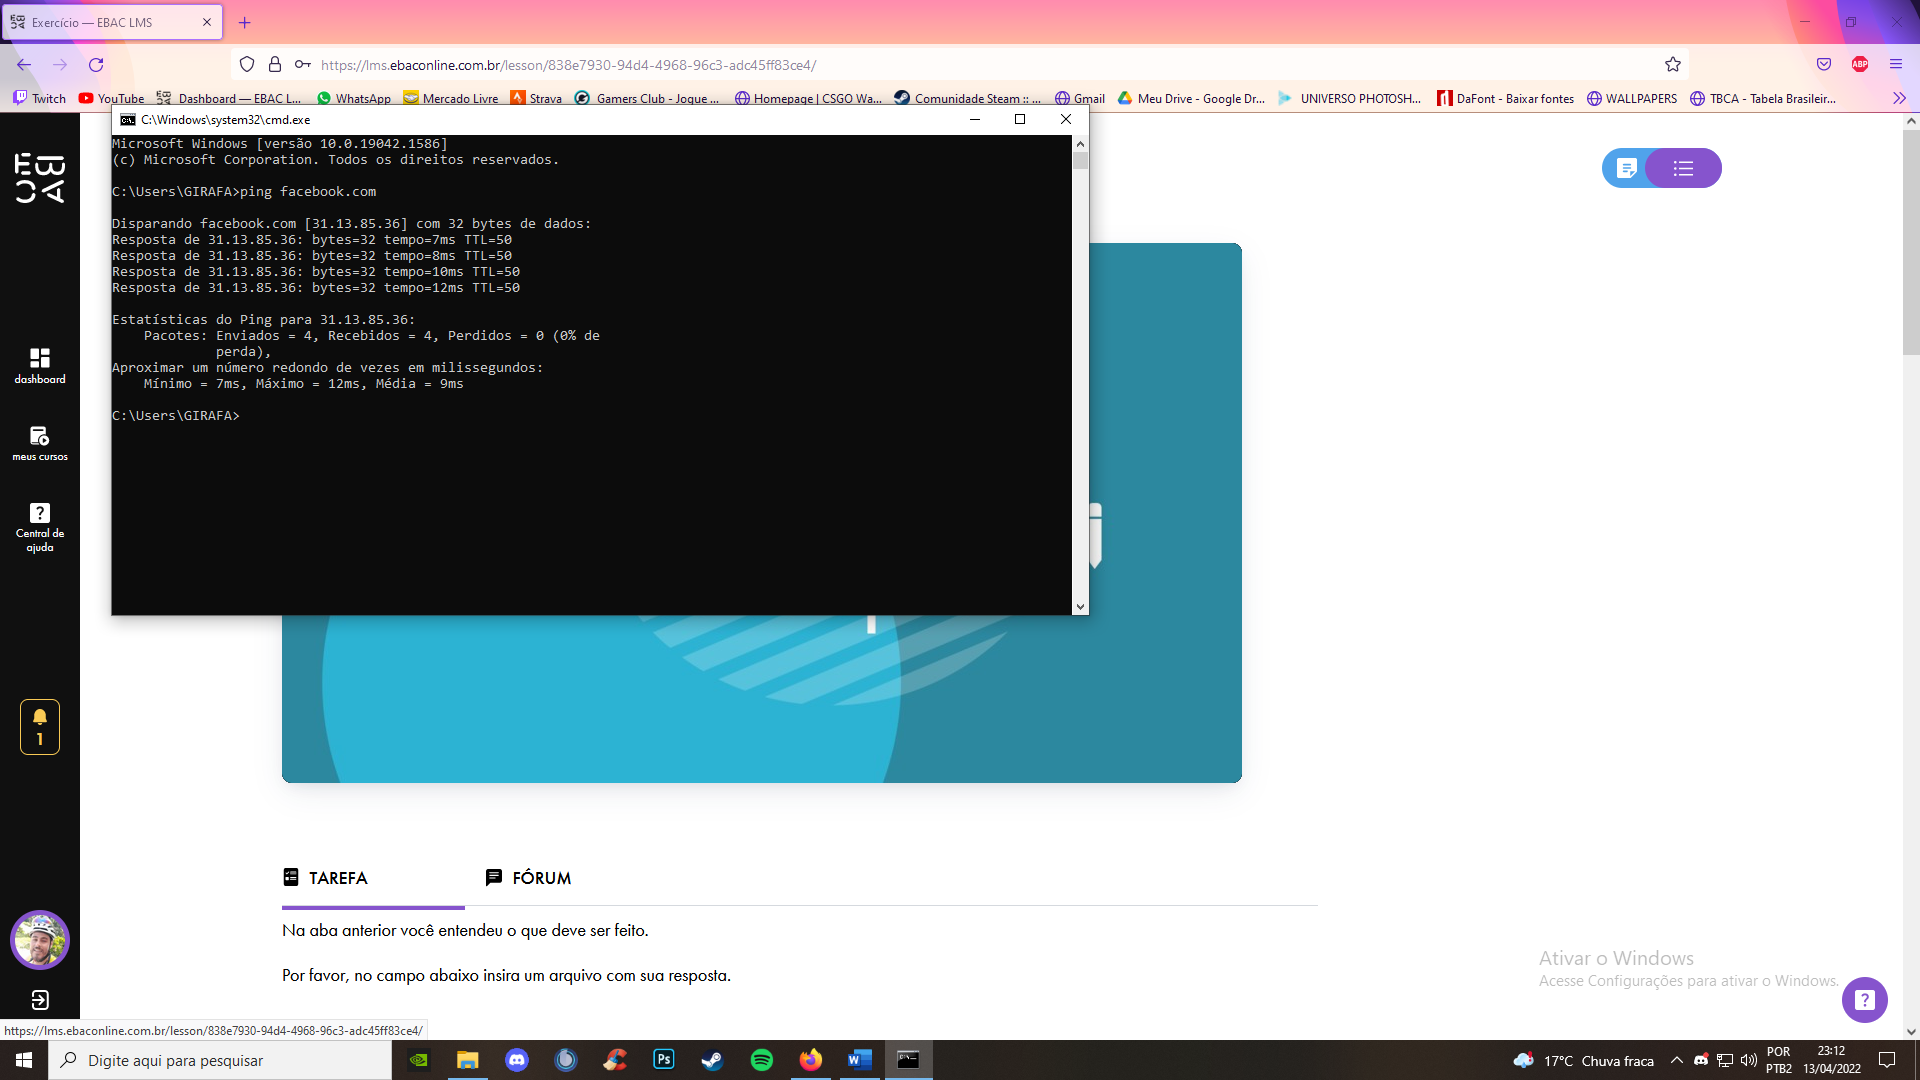 Exercício — EBAC LMS
https://lms.ebaconline.com.br/lesson/838e7930-94d4-4968-96c3-adc45ff83ce4/
ABP
Twitch
YouTube
Dashboard — EBAC L...
WhatsApp
Mercado Livre
Strava
Gamers Club - Jogue ...
Homepage | CSGO Wa...
Comunidade Steam :: ...
Gmail
Meu Drive - Google Dr...
UNIVERSO PHOTOSH...
DaFont - Baixar fontes
WALLPAPERS
TBCA - Tabela Brasileir...
C:\Windows\system32\cmd.exe
Microsoft Windows [versão 10.0.19042.1586]
(c) Microsoft Corporation. Todos os direitos reservados.
C:\Users\GIRAFA>ping facebook.com
Disparando facebook.com [31.13.85.36] com 32 bytes de dados:
Resposta de 31.13.85.36: bytes=32 tempo=7ms TTL=50
Resposta de 31.13.85.36: bytes=32 tempo=8ms TTL=50
Resposta de 31.13.85.36: bytes=32 tempo=10ms TTL=50
Resposta de 31.13.85.36: bytes=32 tempo=12ms TTL=50
Estatísticas do Ping para 31.13.85.36:
Pacotes: Enviados = 4, Recebidos = 4, Perdidos = 0 (0% de
perda),
Aproximar um número redondo de vezes em milissegundos:
Mínimo = 7ms, Máximo = 12ms, Média = 9ms
C:\Users\GIRAFA>
EBAC
dashboard
meus cursos
Central de
ajuda
1
TAREFA
FÓRUM
Na aba anterior você entendeu o que deve ser feito.
Por favor, no campo abaixo insira um arquivo com sua resposta.
Ativar o Windows
Acesse Configurações para ativar o Windows.
https://lms.ebaconline.com.br/lesson/838e7930-94d4-4968-96c3-adc45ff83ce4/
Digite aqui para pesquisar
Ps
17°C Chuva fraca
POR
PTB2
23:12
13/04/2022